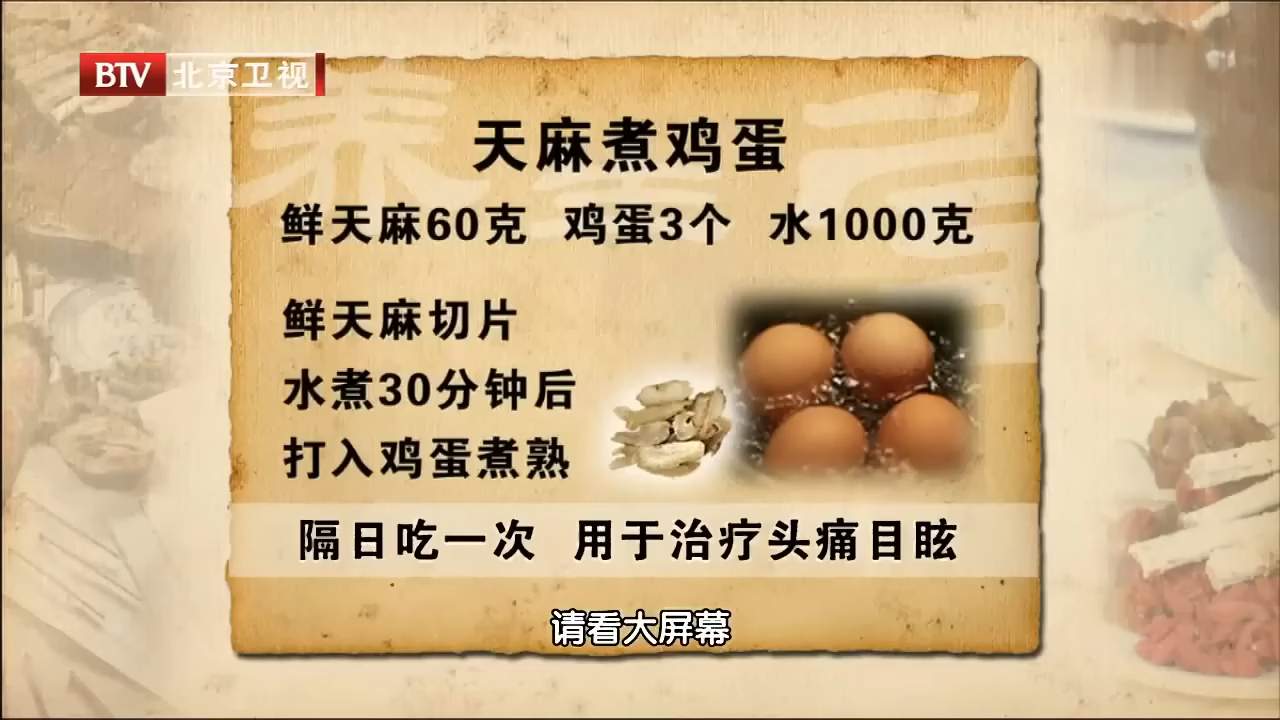 BTV 北京卫视
天麻煮鸡蛋
鲜天麻60克 鸡蛋3个 水1000克
鲜天麻切片
水煮30分钟后
打入鸡蛋煮熟
隔日吃一次 用于治疗头痛目眩
请看大屏幕